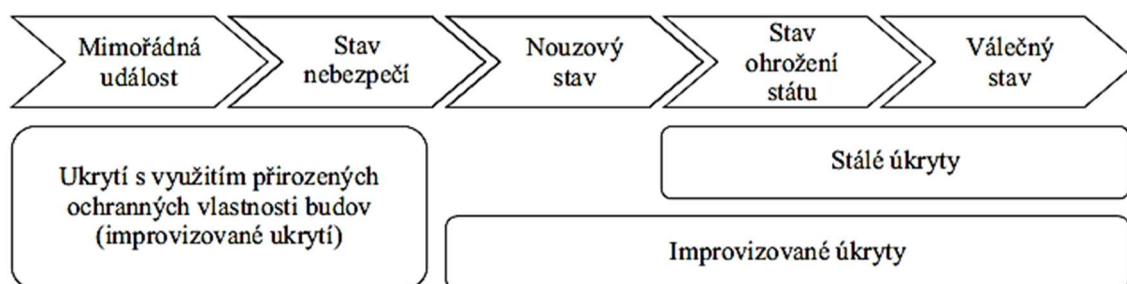 Mimořádná
událost
Stav
nebezpečí
Nouzový
stav
Stav
ohrožení
státu
Válečný
stav
Ukrytí s využitím přirozených
ochranných vlastnosti budov
(improvizované ukrytí)
Stálé úkryty
Improvizované úkryty